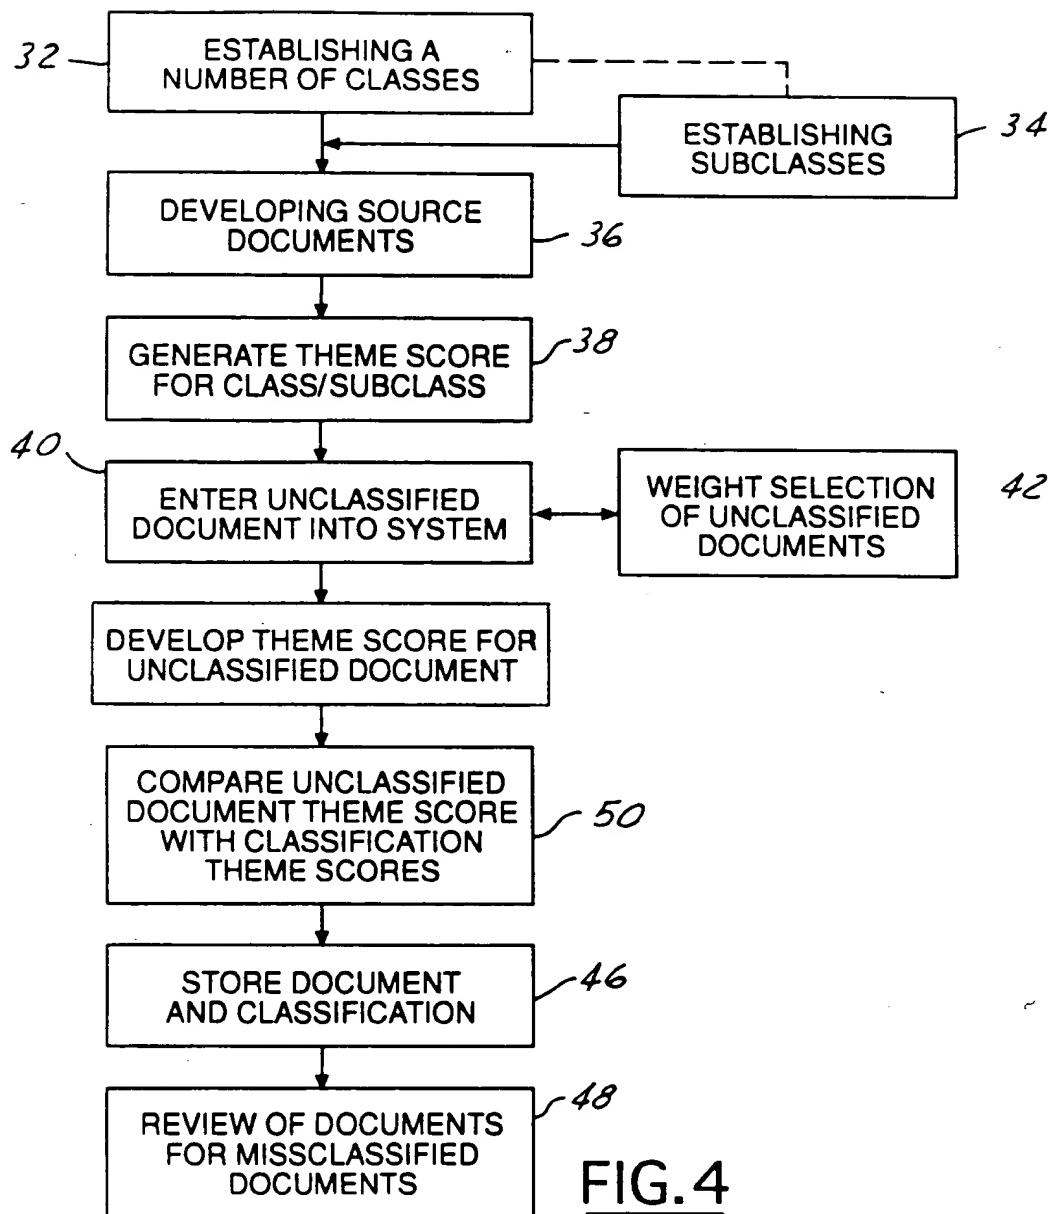 32
ESTABLISHING A
NUMBER OF CLASSES
ESTABLISHING
SUBCLASSES
34
DEVELOPING SOURCE
DOCUMENTS
36
GENERATE THEME SCORE
FOR CLASS/SUBCLASS
38
40
ENTER UNCLASSIFIED
DOCUMENT INTO SYSTEM
WEIGHT SELECTION
OF UNCLASSIFIED
DOCUMENTS
42
DEVELOP THEME SCORE FOR
UNCLASSIFIED DOCUMENT
COMPARE UNCLASSIFIED
DOCUMENT THEME SCORE
WITH CLASSIFICATION
THEME SCORES
50
STORE DOCUMENT
AND CLASSIFICATION
46
REVIEW OF DOCUMENTS
FOR MISSCLASSIFIED
DOCUMENTS
48
FIG. 4